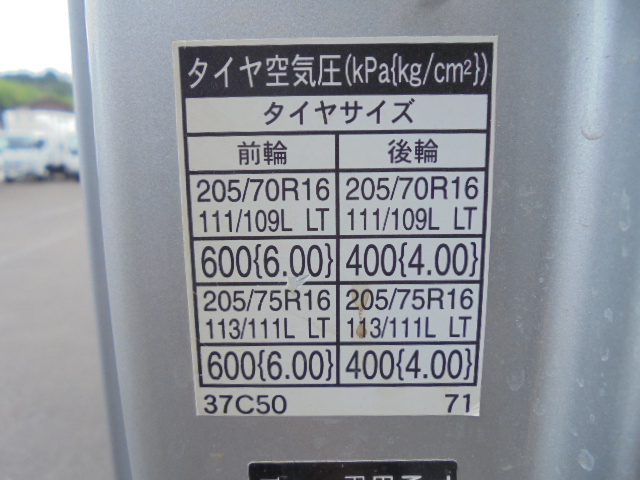 タイヤ空気圧(kPa{kg/cm²})
タイヤサイズ
前輪 後輪
205/70R16 205/70R16
111/109L LT 111/109L LT
600{6.00} 400{4.00}
205/75R16 205/75R16
113/111L LT 113/111L LT
600{6.00} 400{4.00}
37C50 71